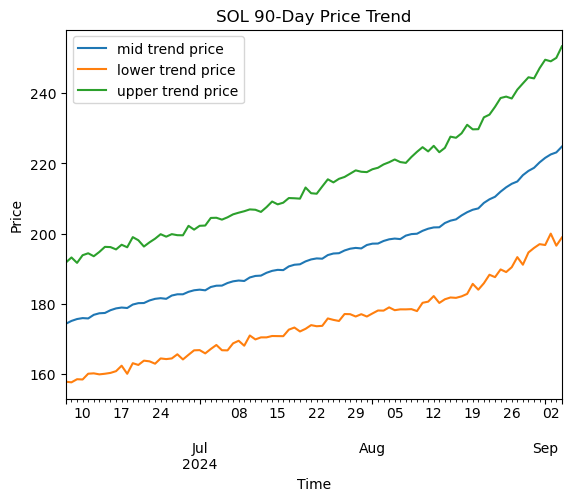 SOL 90-Day Price Trend
mid trend price
lower trend price
upper trend price
240
220
200
180
160
Price
10 17 24 08 15 22 29 05 12 19 26 02
Jul Aug Sep
2024
Time